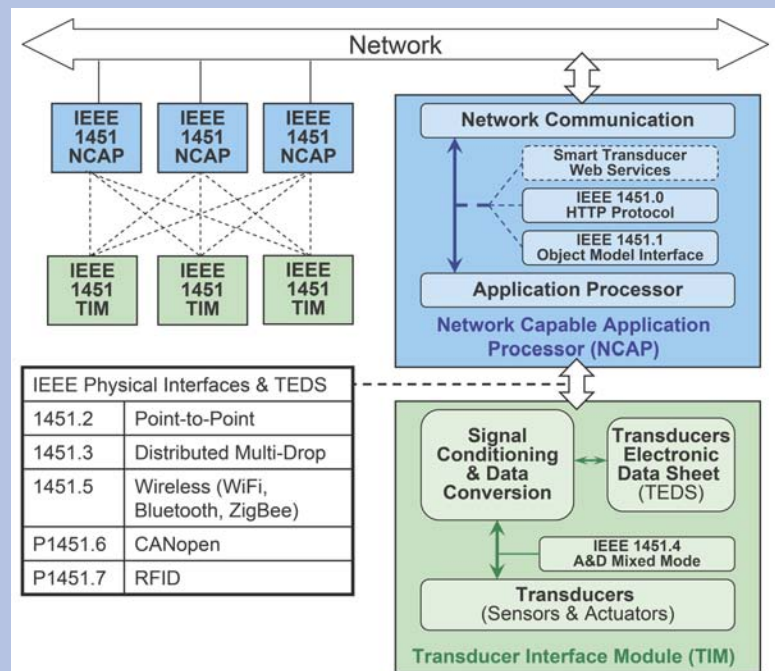 Network
IEEE
1451
NCAP
IEEE
1451
NCAP
IEEE
1451
NCAP
IEEE
1451
TIM
IEEE
1451
TIM
IEEE
1451
TIM
Network Communication
Smart Transducer
Web Services
IEEE 1451.0
HTTP Protocol
IEEE 1451.1
Object Model Interface
Application Processor
Network Capable Application
Processor (NCAP)
IEEE Physical Interfaces & TEDS
1451.2 Point-to-Point
1451.3 Distributed Multi-Drop
1451.5 Wireless (WiFi,
Bluetooth, ZigBee)
P1451.6 CANopen
P1451.7 RFID
Signal
Conditioning
& Data
Conversion
Transducers
Electronic
Data Sheet
(TEDS)
IEEE 1451.4
A&D Mixed Mode
Transducers
(Sensors & Actuators)
Transducer Interface Module (TIM)